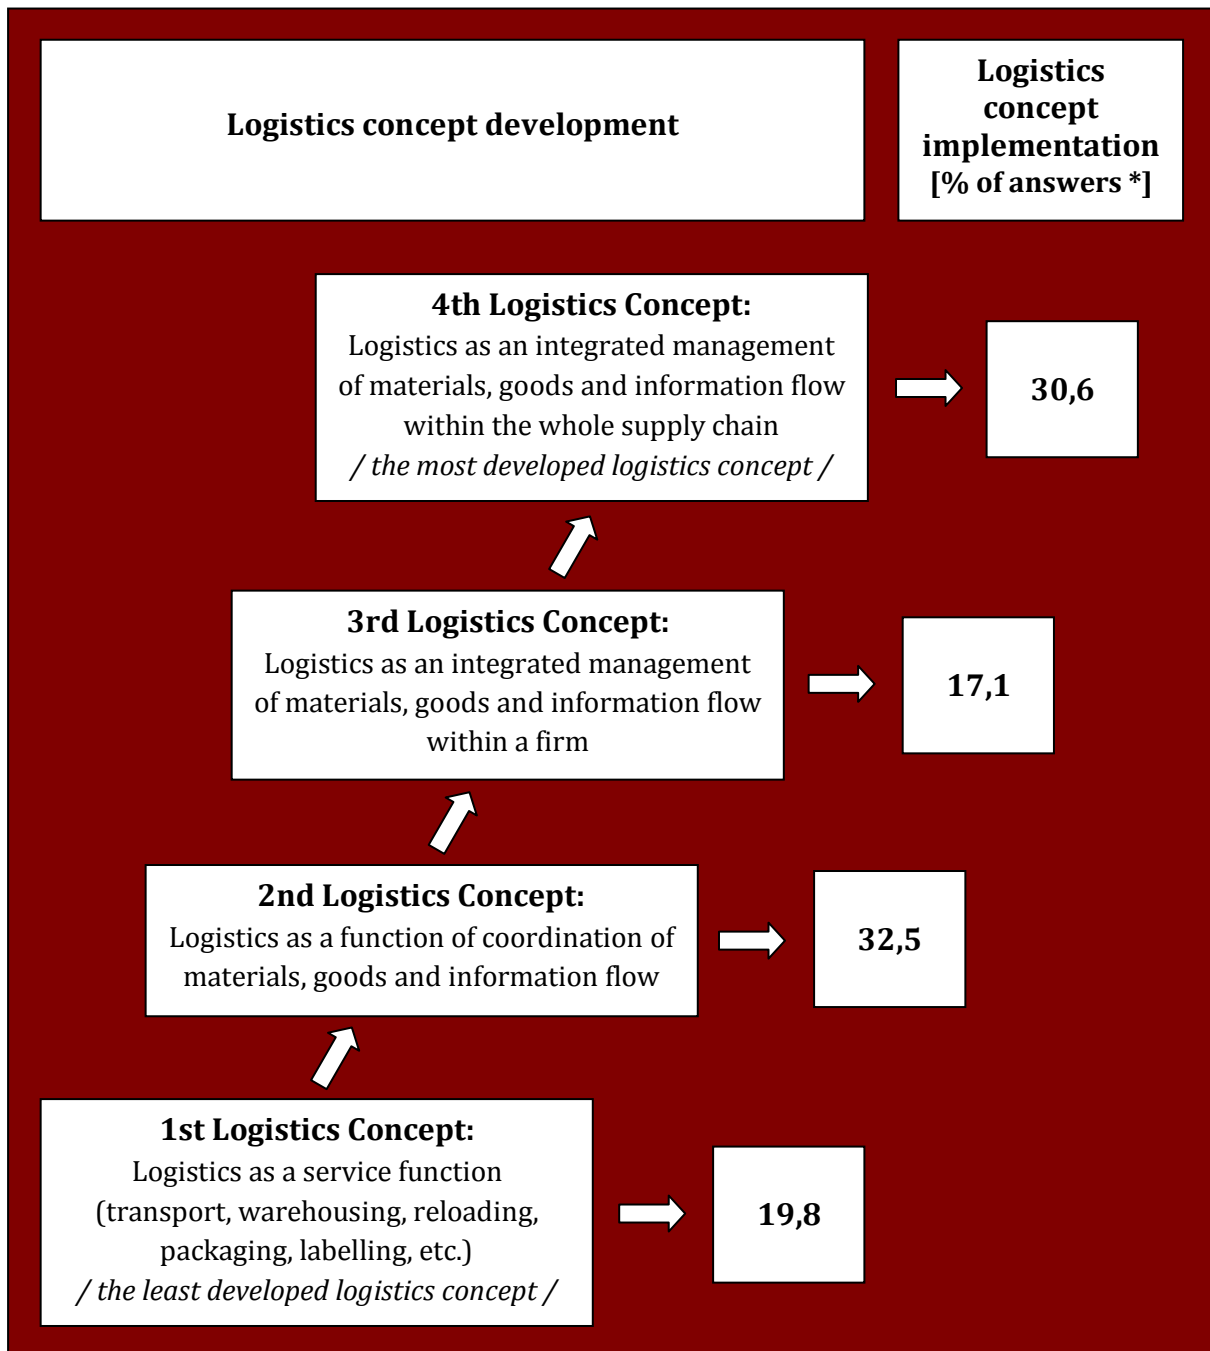 Logistics concept development
Logistics
concept
implementation
[% of answers *]
4th Logistics Concept:
Logistics as an integrated management
of materials, goods and information flow
within the whole supply chain
/ the most developed logistics concept /
30,6
3rd Logistics Concept:
Logistics as an integrated management
of materials, goods and information flow
within a firm
17,1
2nd Logistics Concept:
Logistics as a function of coordination of
materials, goods and information flow
32,5
1st Logistics Concept:
Logistics as a service function
(transport, warehousing, reloading,
packaging, labelling, etc.)
/ the least developed logistics concept /
19,8